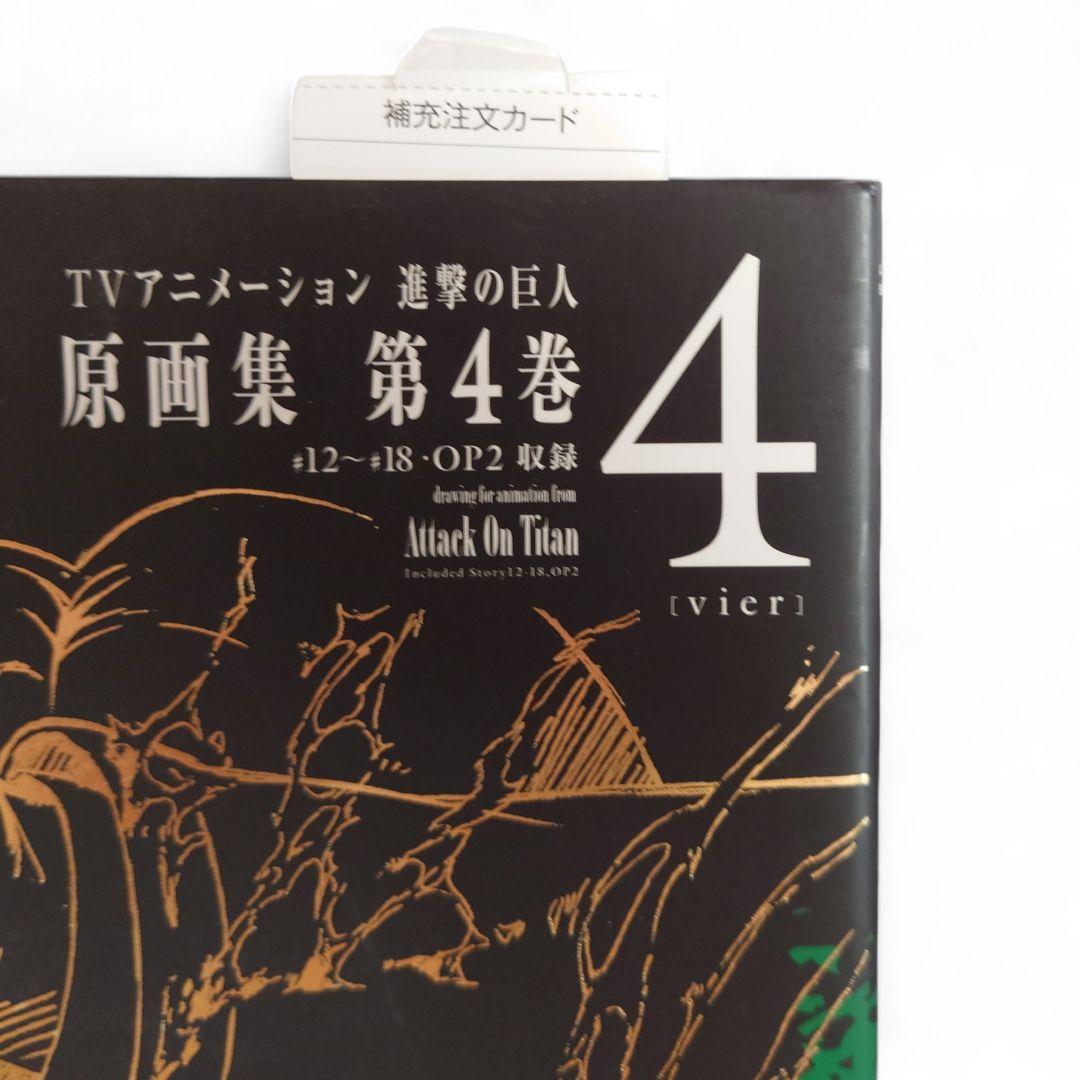 補充注文カード
TVアニメーション 進撃の巨人
原画集 第4巻
4
♯12〜♯18・OP2 収録
drawing for animation from
Attack On Titan
Included Story12-18,OP2
[vier]